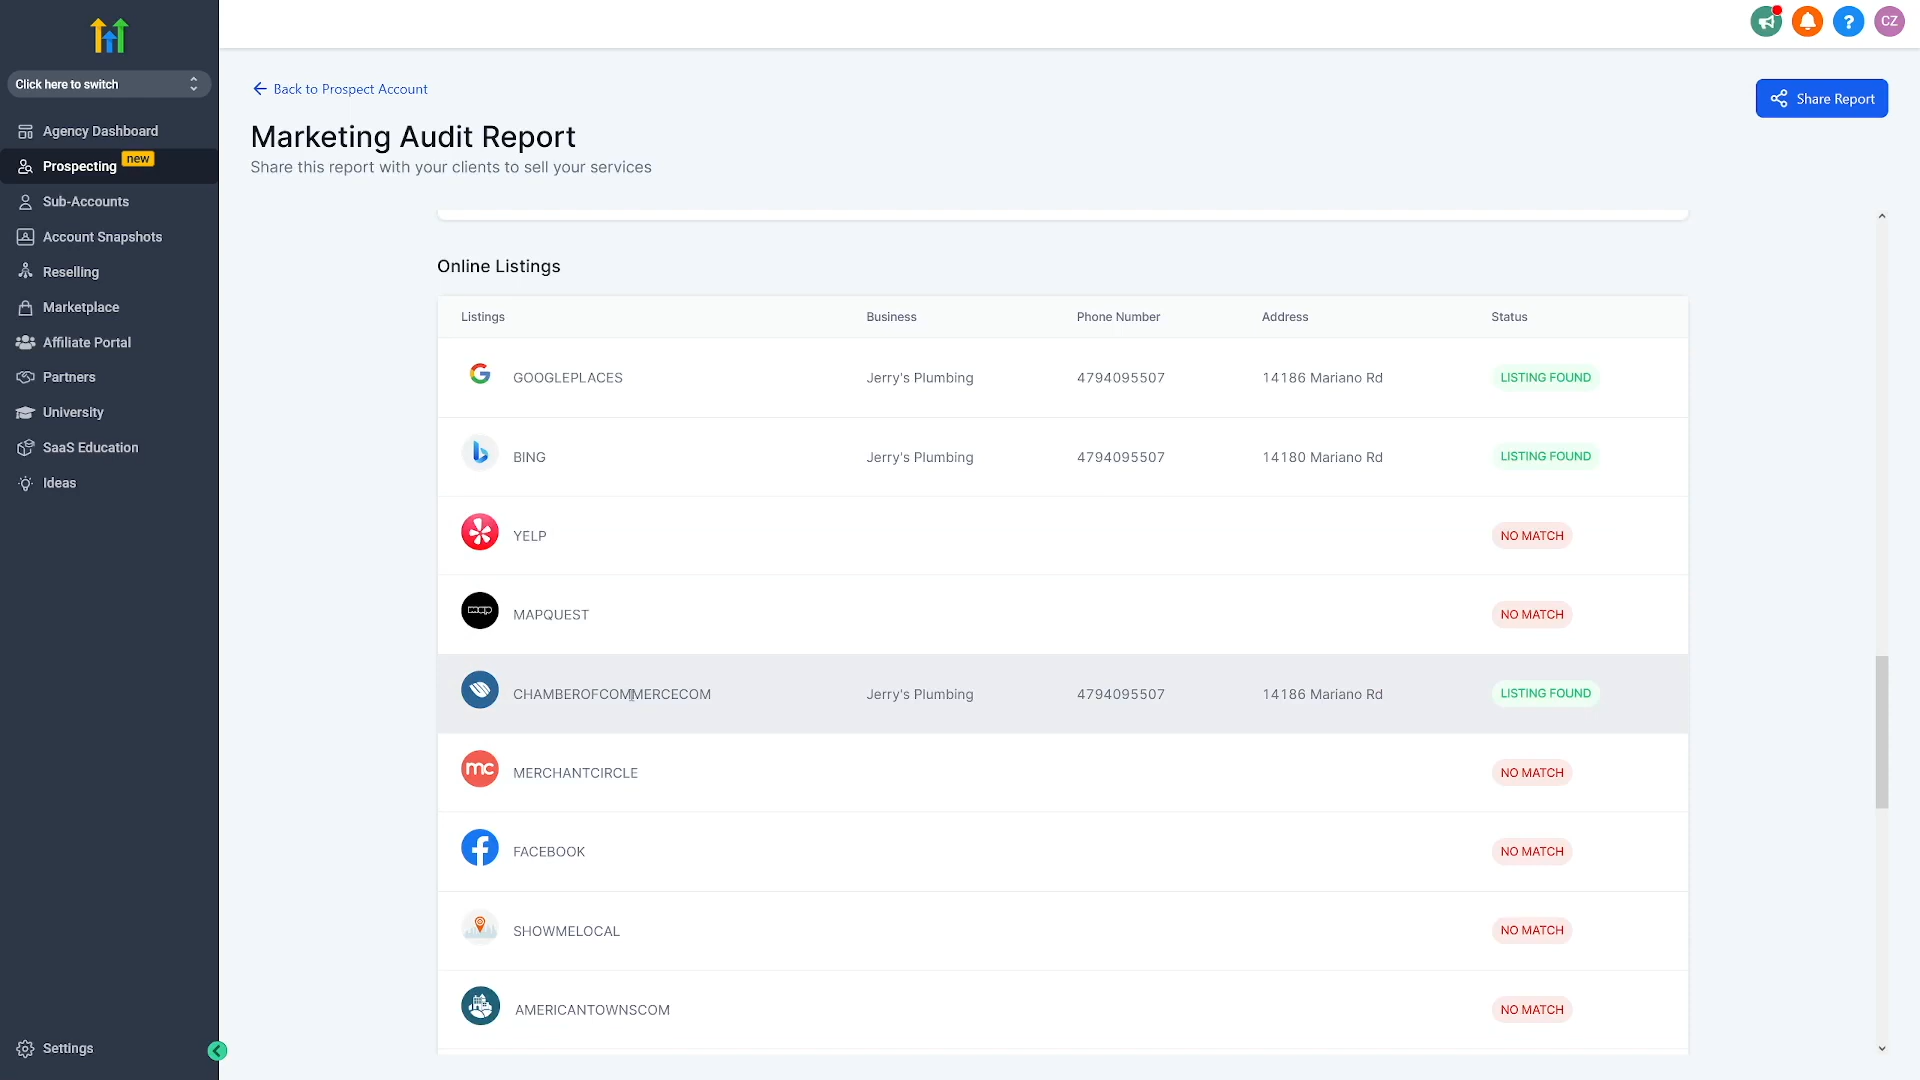 CZ
Click here to switch
Agency Dashboard
Prospecting new
Sub-Accounts
Account Snapshots
Reselling
Marketplace
Affiliate Portal
Partners
University
SaaS Education
Ideas
Settings
Back to Prospect Account
Share Report
Marketing Audit Report
Share this report with your clients to sell your services
Online Listings
Listings Business Phone Number Address Status
GOOGLEPLACES Jerry's Plumbing 4794095507 14186 Mariano Rd LISTING FOUND
BING Jerry's Plumbing 4794095507 14180 Mariano Rd LISTING FOUND
YELP NO MATCH
map MAPQUEST NO MATCH
CHAMBEROFCOMMERCECOM Jerry's Plumbing 4794095507 14186 Mariano Rd LISTING FOUND
mc MERCHANTCIRCLE NO MATCH
FACEBOOK NO MATCH
SHOWMELOCAL NO MATCH
AMERICANTOWNSCOM NO MATCH